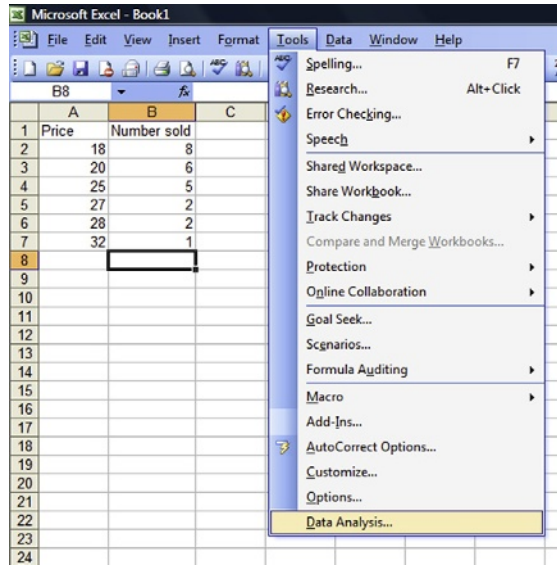 Microsoft Excel - Book1
File Edit View Insert Format Tools Data Window Help
B8 fx
A B C
1 Price Number sold
2 18 8
3 20 6
4 25 5
5 27 2
6 28 2
7 32 1
8
9
10
11
12
13
14
15
16
17
18
19
20
21
22
23
24
Spelling... F7
Research... Alt+Click
Error Checking...
Speech
Shared Workspace...
Share Workbook...
Track Changes
Compare and Merge Workbooks...
Protection
Online Collaboration
Goal Seek...
Scenarios...
Formula Auditing
Macro
Add-Ins...
AutoCorrect Options...
Customize...
Options...
Data Analysis...